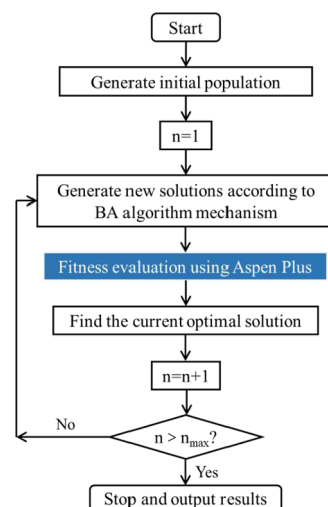 Start
Generate initial population
n=1
Generate new solutions according to
BA algorithm mechanism
Fitness evaluation using Aspen Plus
Find the current optimal solution
n=n+1
No
n > nmax?
Yes
Stop and output results